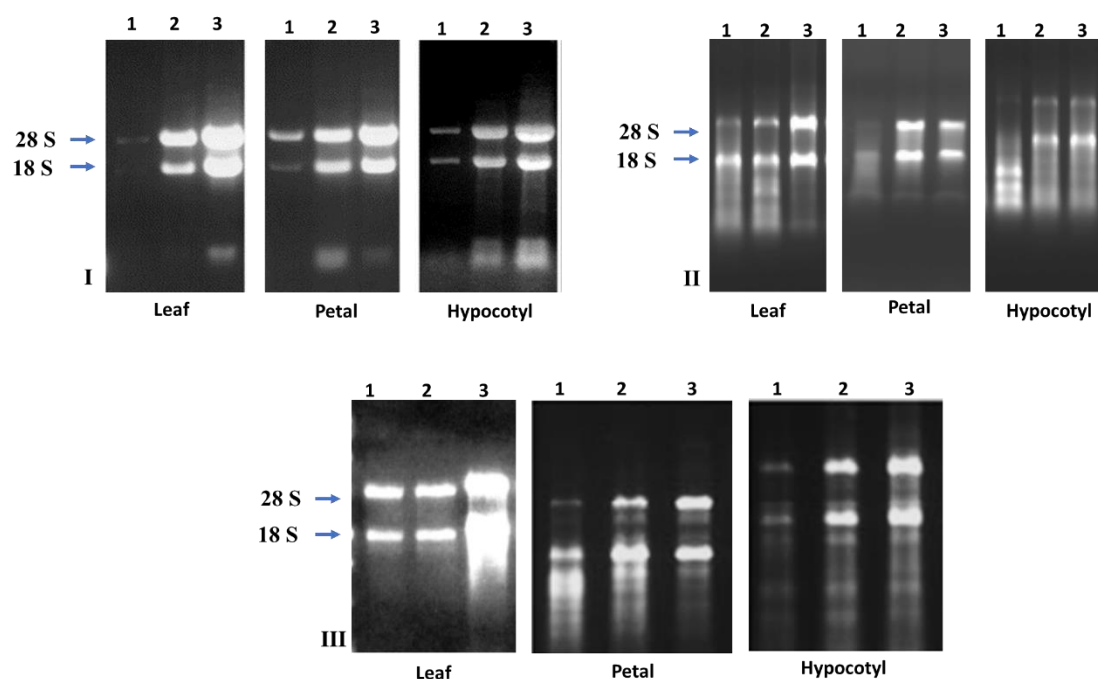 1 2 3 1 2 3 1 2 3
28 S
18 S
I
Leaf Petal Hypocotyl
1 2 3 1 2 3 1 2 3
28 S
18 S
II
Leaf Petal Hypocotyl
1 2 3 1 2 3 1 2 3
28 S
18 S
III
Leaf Petal Hypocotyl